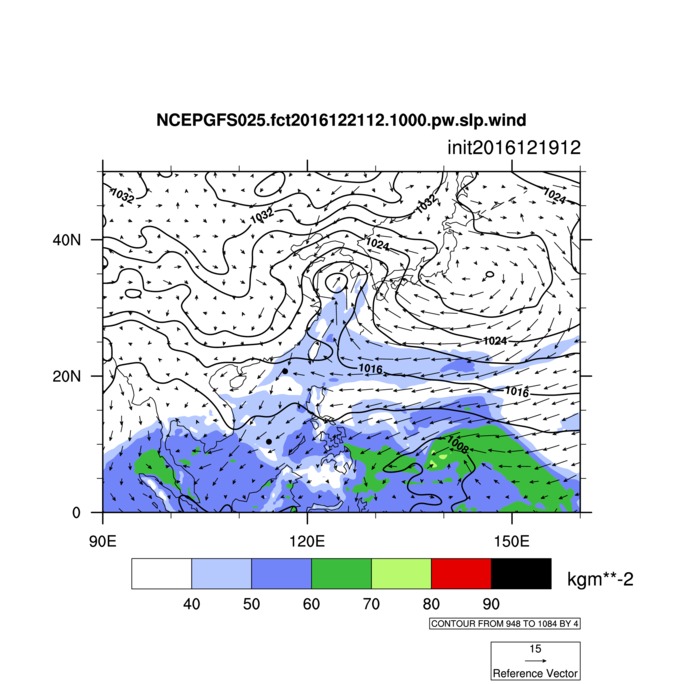 NCEPGFS025.fct2016122112.1000.pw.slp.wind
init2016121912
1032
1032
1032
1024
1024
40N
1024
20N
1016
1016
1008
0
90E
120E
150E
kgm**-2
40
50
60
70
80
90
CONTOUR FROM 948 TO 1084 BY 4
15
Reference Vector